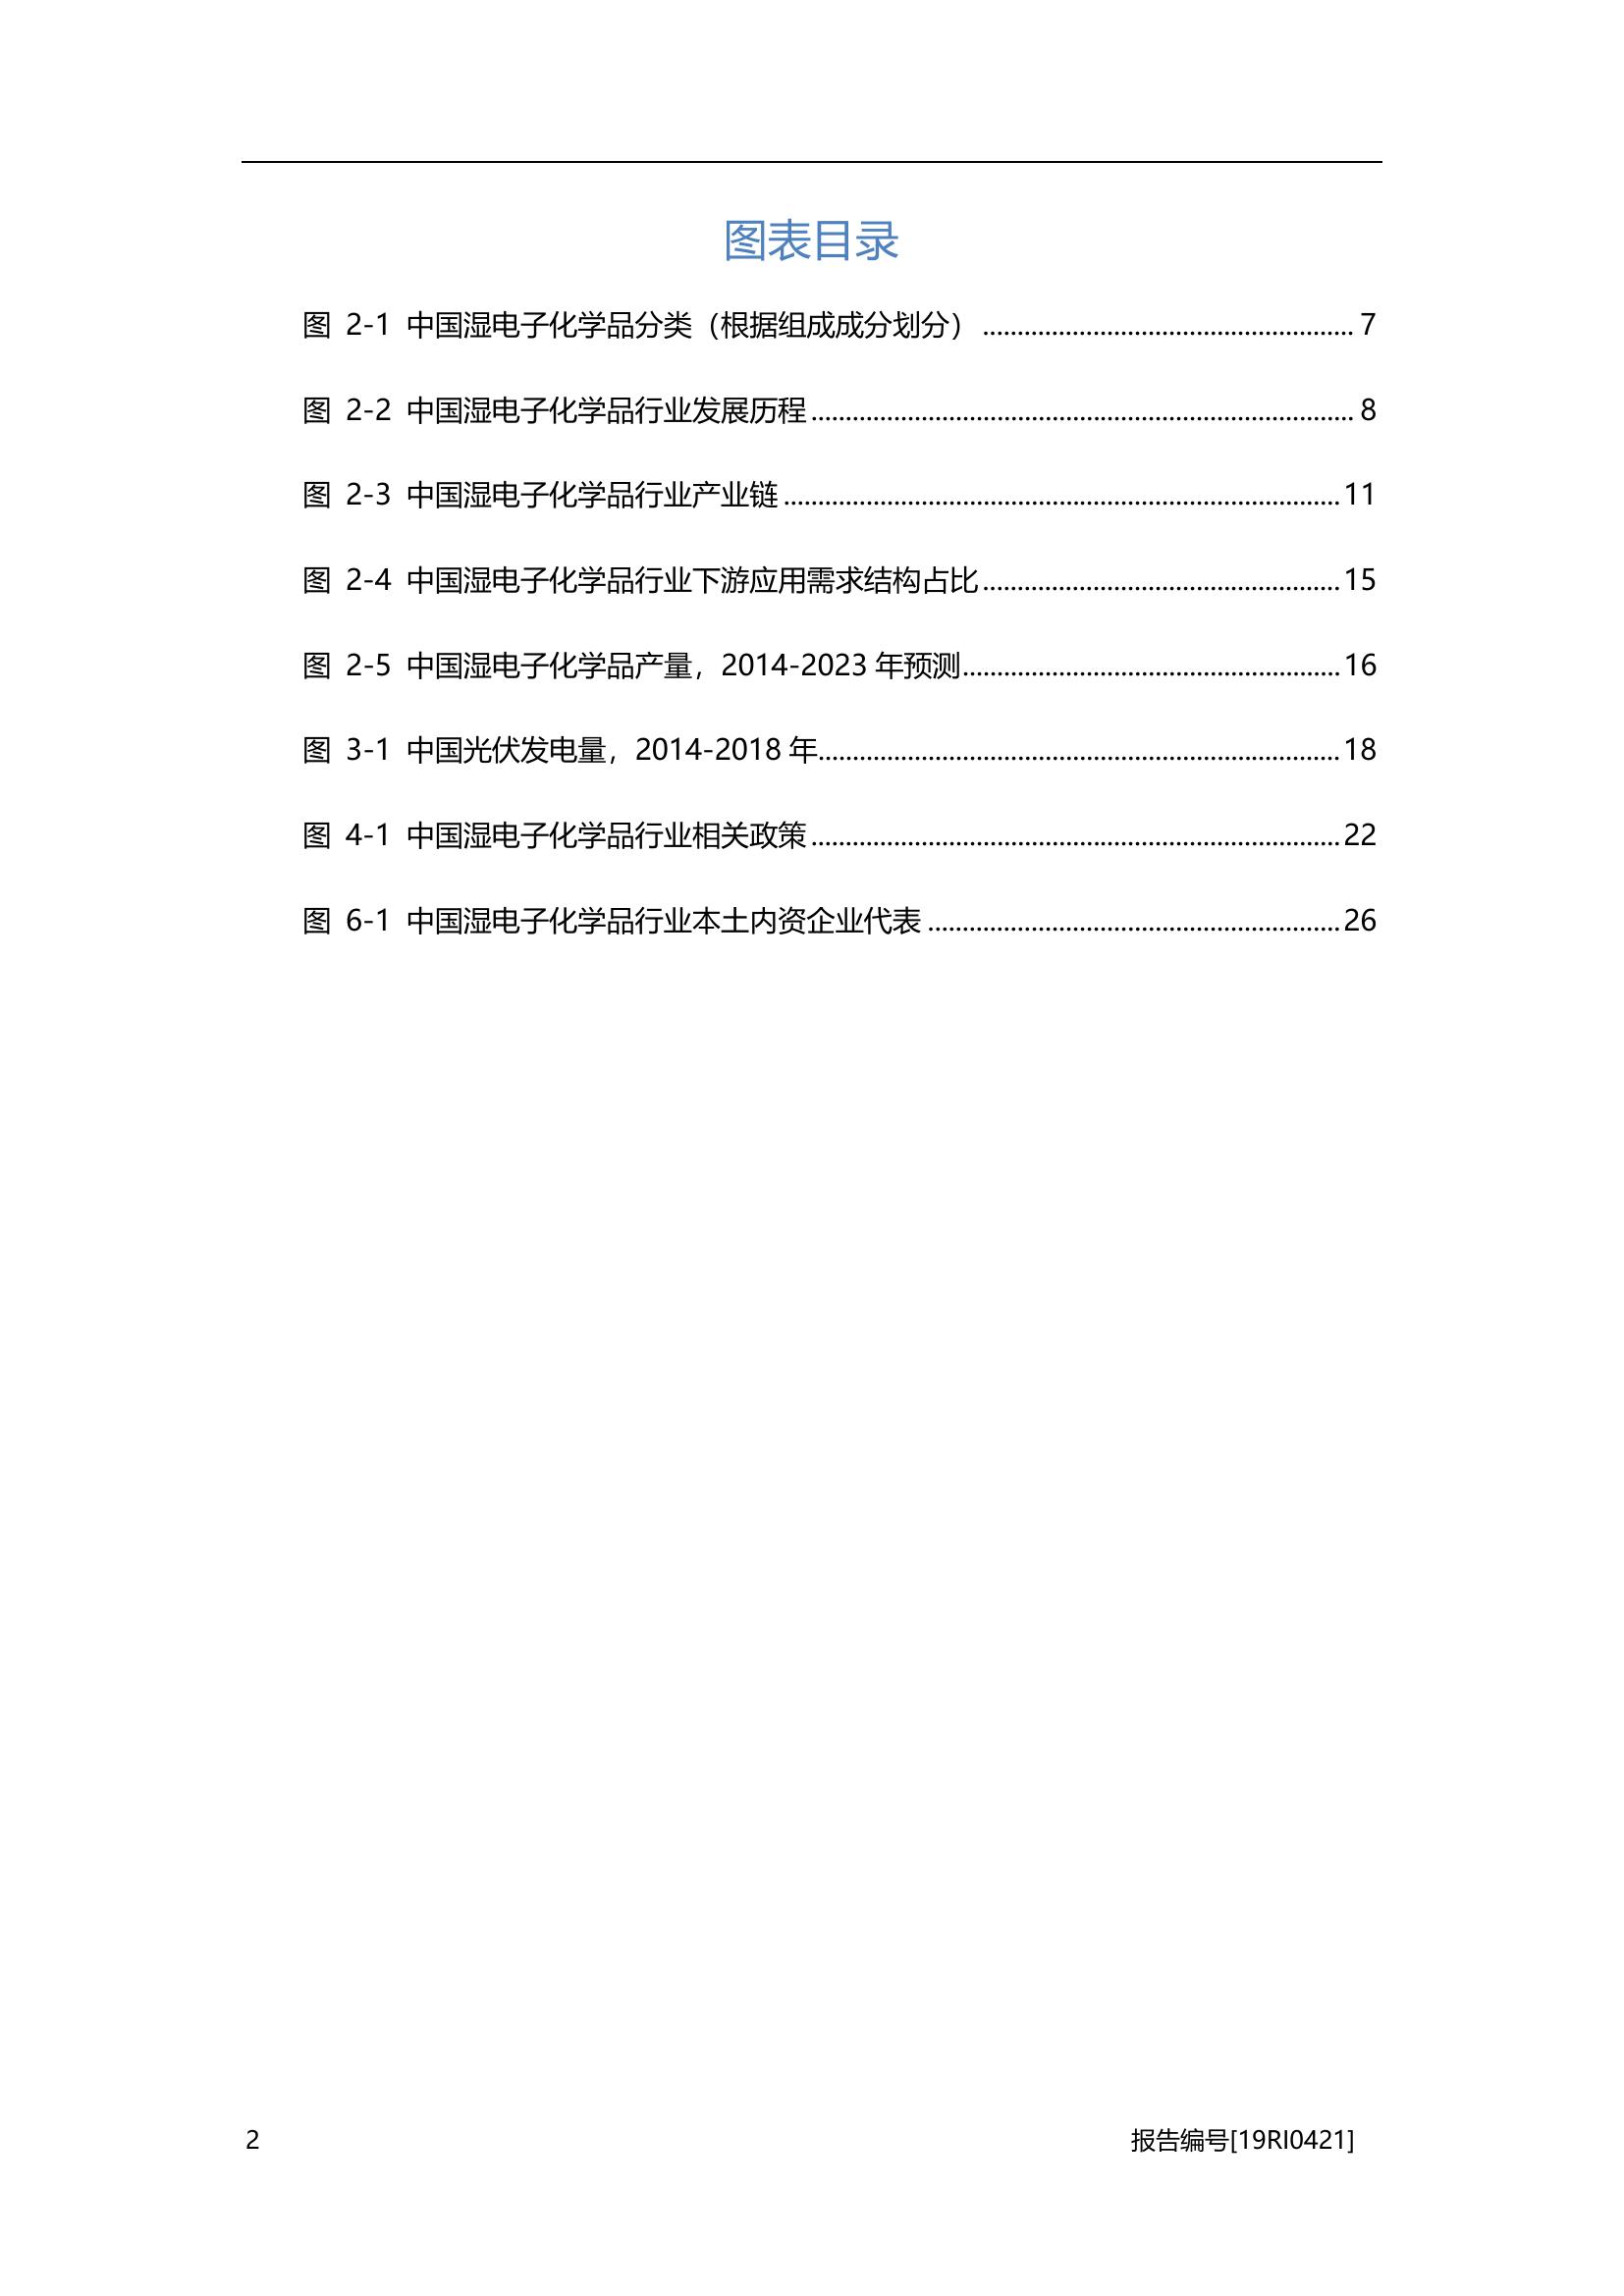 图表目录
图 2-1 中国湿电子化学品分类（根据组成成分划分） ...................................................... 7
图 2-2 中国湿电子化学品行业发展历程 ............................................................................... 8
图 2-3 中国湿电子化学品行业产业链 ................................................................................. 11
图 2-4 中国湿电子化学品行业下游应用需求结构占比 .................................................... 15
图 2-5 中国湿电子化学品产量，2014-2023 年预测 ....................................................... 16
图 3-1 中国光伏发电量，2014-2018 年 ............................................................................ 18
图 4-1 中国湿电子化学品行业相关政策 ............................................................................. 22
图 6-1 中国湿电子化学品行业本土内资企业代表 ............................................................ 26
2 报告编号[19RI0421]